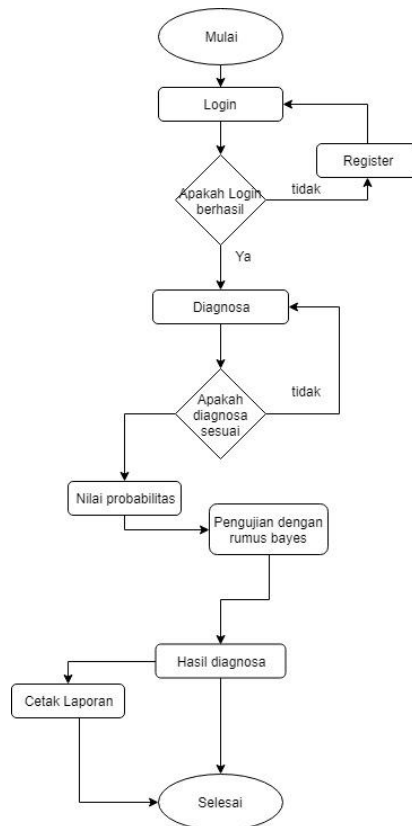 Mulai
Login
Register
Apakah Login
berhasil
tidak
Ya
Diagnosa
Apakah
diagnosa
sesuai
tidak
Nilai probabilitas
Pengujian dengan
rumus bayes
Hasil diagnosa
Cetak Laporan
Selesai